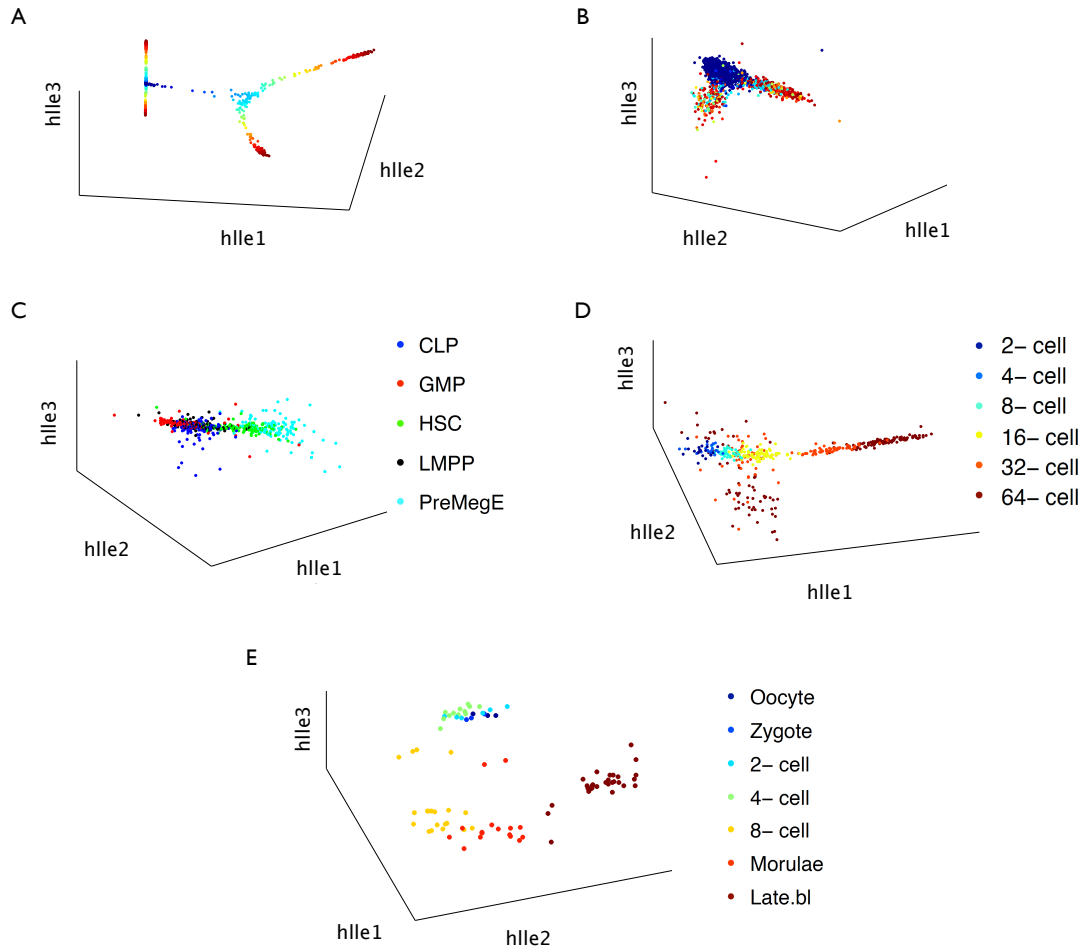 A
hlle3
hlle2
hlle1
B
hlle3
hlle2
hlle1
C
hlle3
hlle2
hlle1
CLP
GMP
HSC
LMPP
PreMegE
D
hlle3
hlle2
hlle1
2- cell
4- cell
8- cell
16- cell
32- cell
64- cell
E
hlle3
hlle1
hlle2
Oocyte
Zygote
2- cell
4- cell
8- cell
Morulae
Late.bl